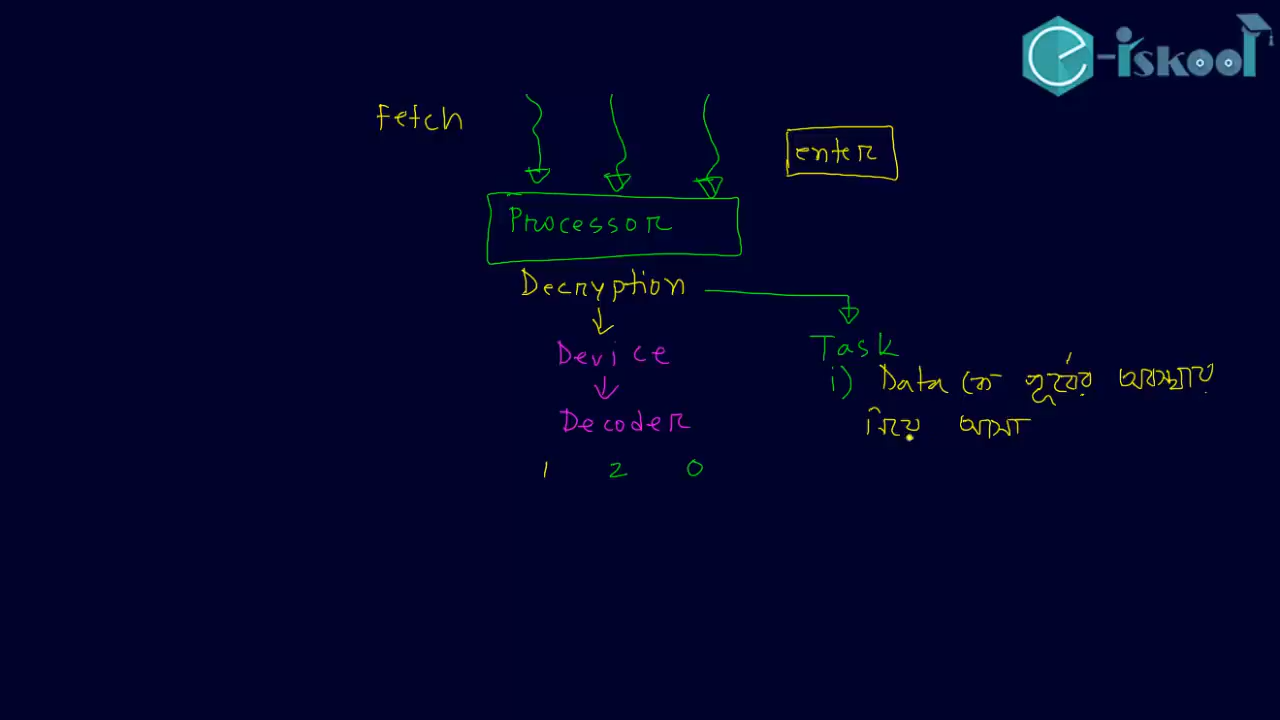 e-iskool
Fetch
enter
Processor
Decryption
Task
Device
i) Data কে পূর্বের অবস্থায়
নিয়ে আসা
Decoder
1 2 0